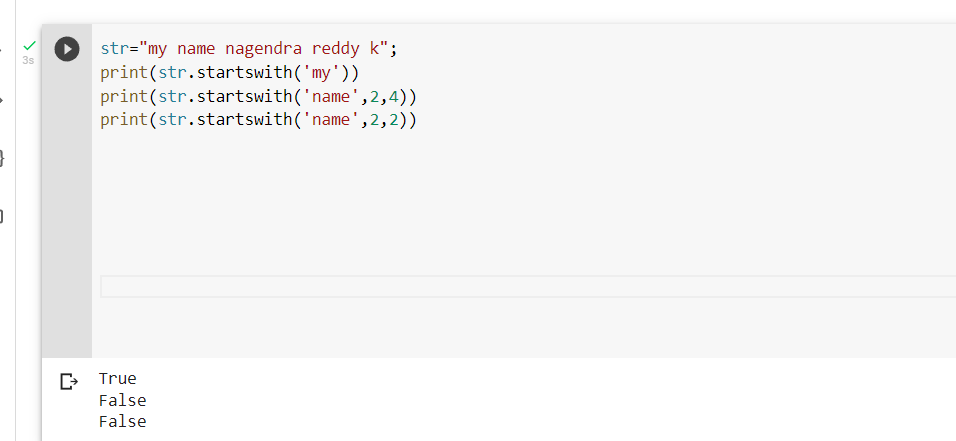 3s
str="my name nagendra reddy k";
print(str.startswith('my'))
print(str.startswith('name',2,4))
print(str.startswith('name',2,2))
True
False
False